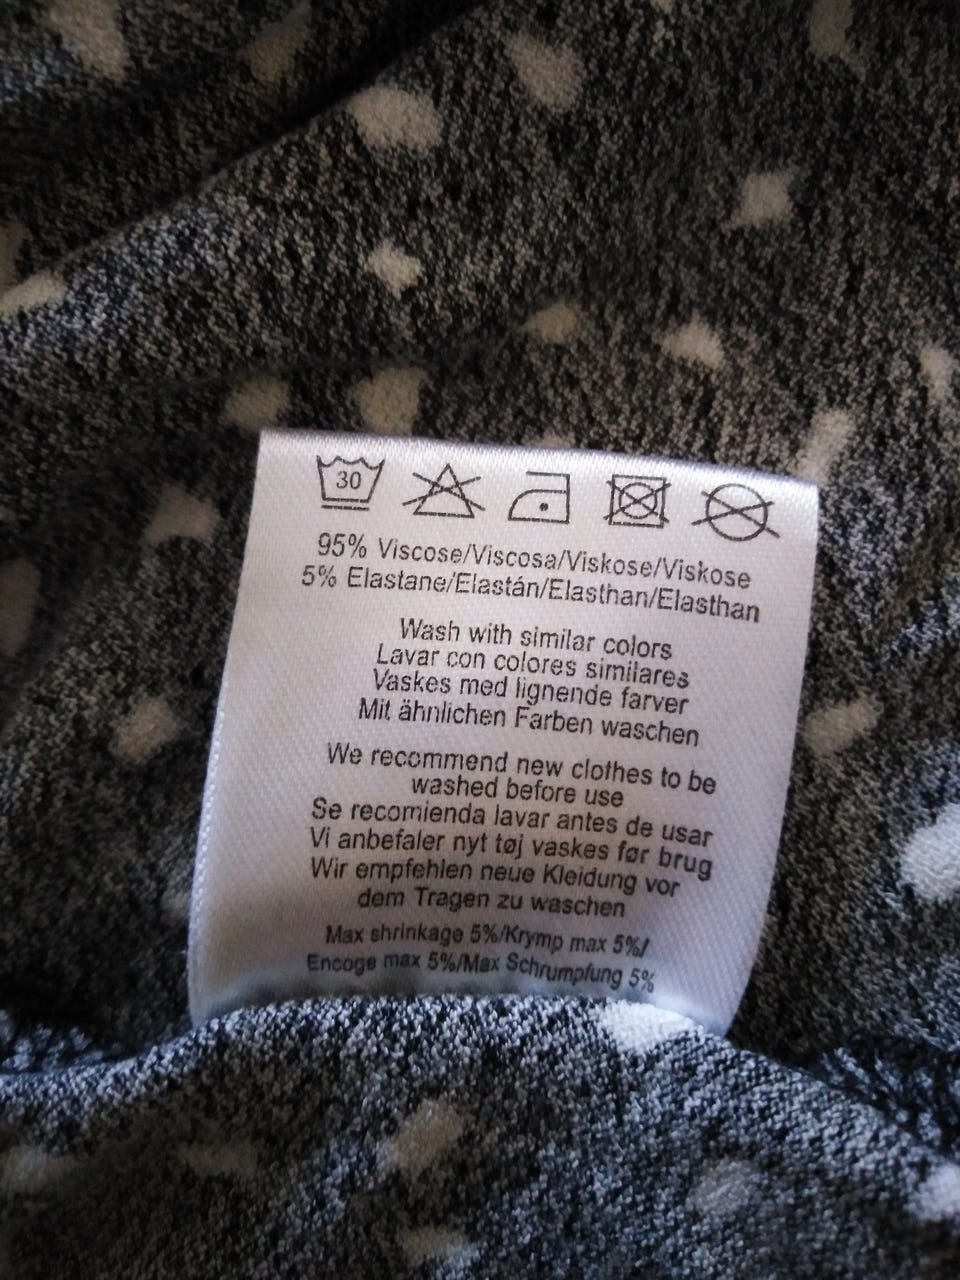 30
95% Viscose/Viscosa/Viskose/Viskose
5% Elastane/Elastán/Elasthan/Elasthan
Wash with similar colors
Lavar con colores similares
Vaskes med lignende farver
Mit ähnlichen Farben waschen
We recommend new clothes to be
washed before use
Se recomienda lavar antes de usar
Vi anbefaler nyt tøj vaskes før brug
Wir empfehlen neue Kleidung vor
dem Tragen zu waschen
Max shrinkage 5%/Krymp max 5%/
Encoge max 5%/Max Schrumpfung 5%